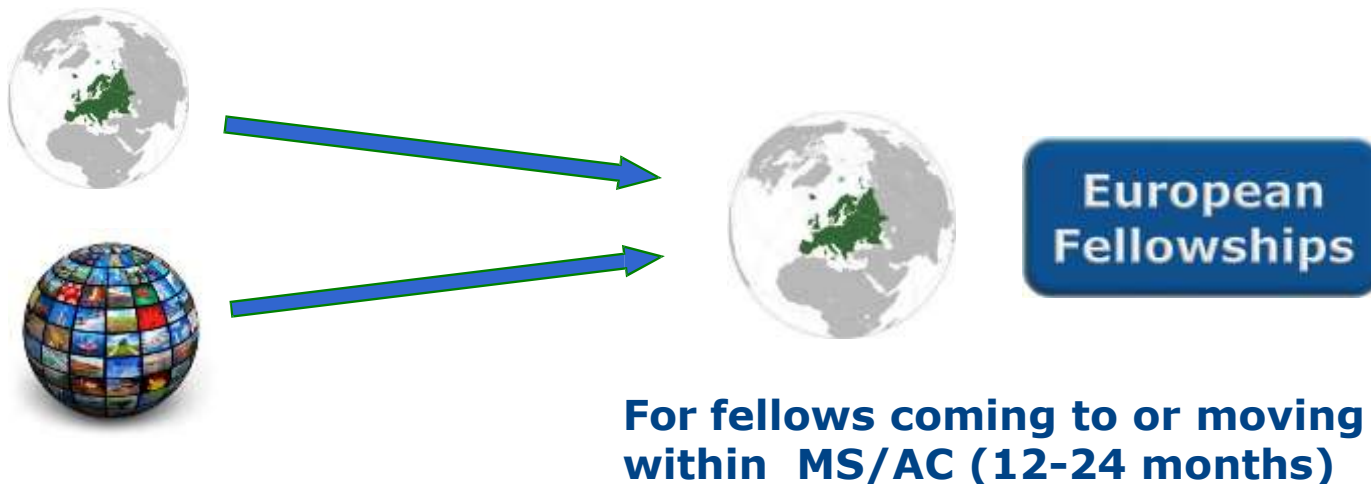 European
Fellowships
For fellows coming to or moving
within MS/AC (12-24 months)